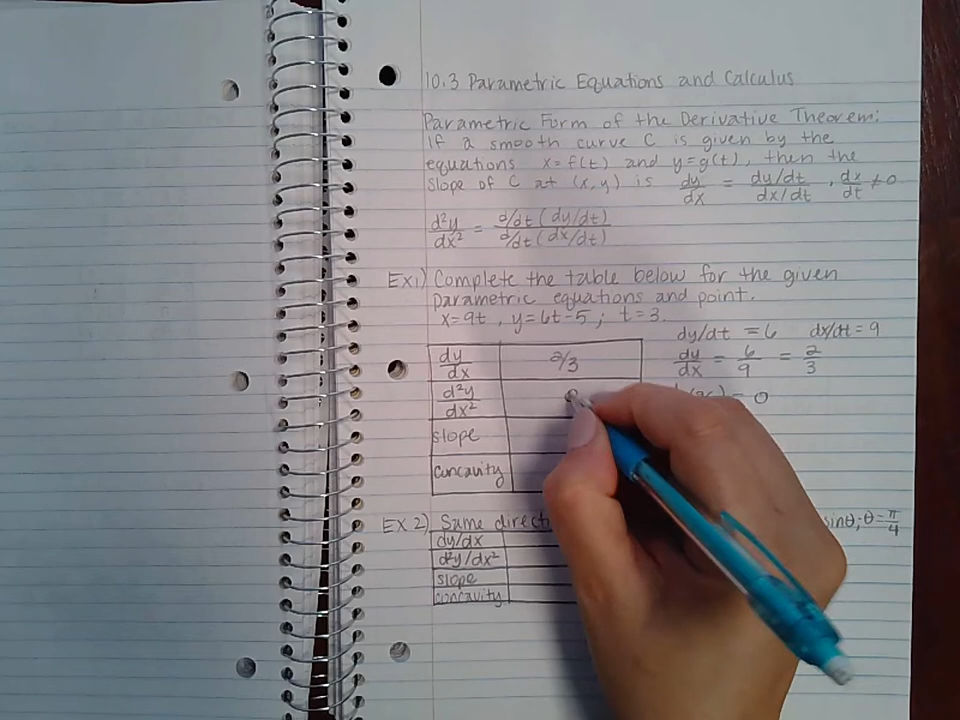 10.3 Parametric Equations and Calculus
Parametric Form of the Derivative Theorem:
If a smooth curve C is given by the
equations x=f(t) and y=g(t), then the
slope of C at (x,y) is dy/dx = dy/dt / dx/dt , dx/dt ≠ 0
d²y/dx² = d/dt (dy/dt) / d/dt (dx/dt)
Ex 1) Complete the table below for the given
parametric equations and point.
x=9t, y=6t-5; t=3.
dy/dt = 6 dx/dt = 9
dy/dx 2/3
dy/dx = 6/9 = 2/3
d²y/dx² 0
= 0
slope
concavity
EX 2) Same directi sinθ; θ=π/4
dy/dx
d²y/dx²
slope
concavity